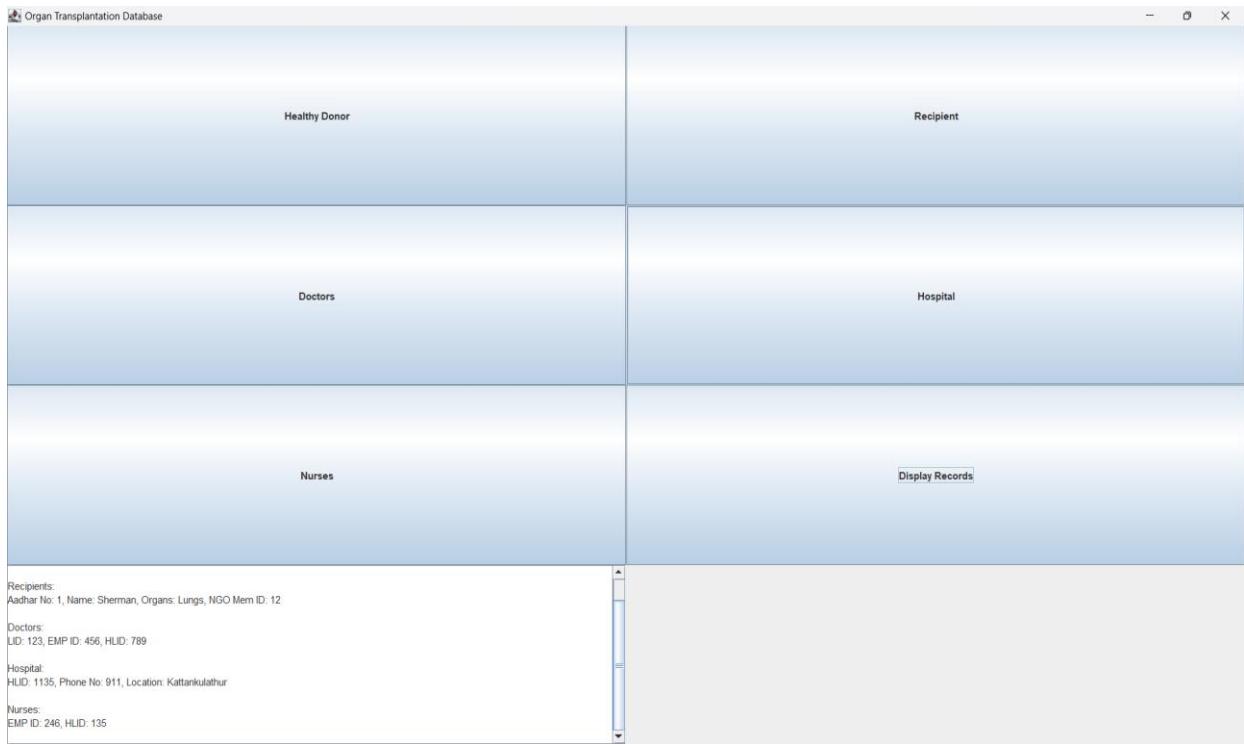 Organ Transplantation Database
Healthy Donor
Recipient
Doctors
Hospital
Nurses
Display Records
Recipients:
Aadhar No: 1, Name: Sherman, Organs: Lungs, NGO Mem ID: 12
Doctors:
LID: 123, EMP ID: 456, HLID: 789
Hospital:
HLID: 1135, Phone No: 911, Location: Kattankulathur
Nurses:
EMP ID: 246, HLID: 135